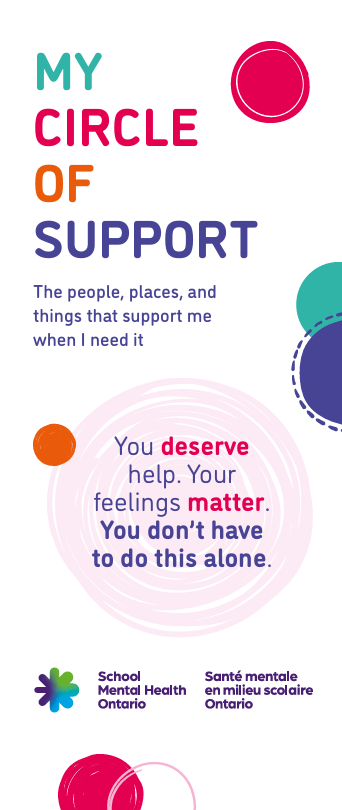 MY
CIRCLE
OF
SUPPORT
The people, places, and
things that support me
when I need it
You deserve
help. Your
feelings matter.
You don’t have
to do this alone.
School
Mental Health
Ontario
Santé mentale
en milieu scolaire
Ontario